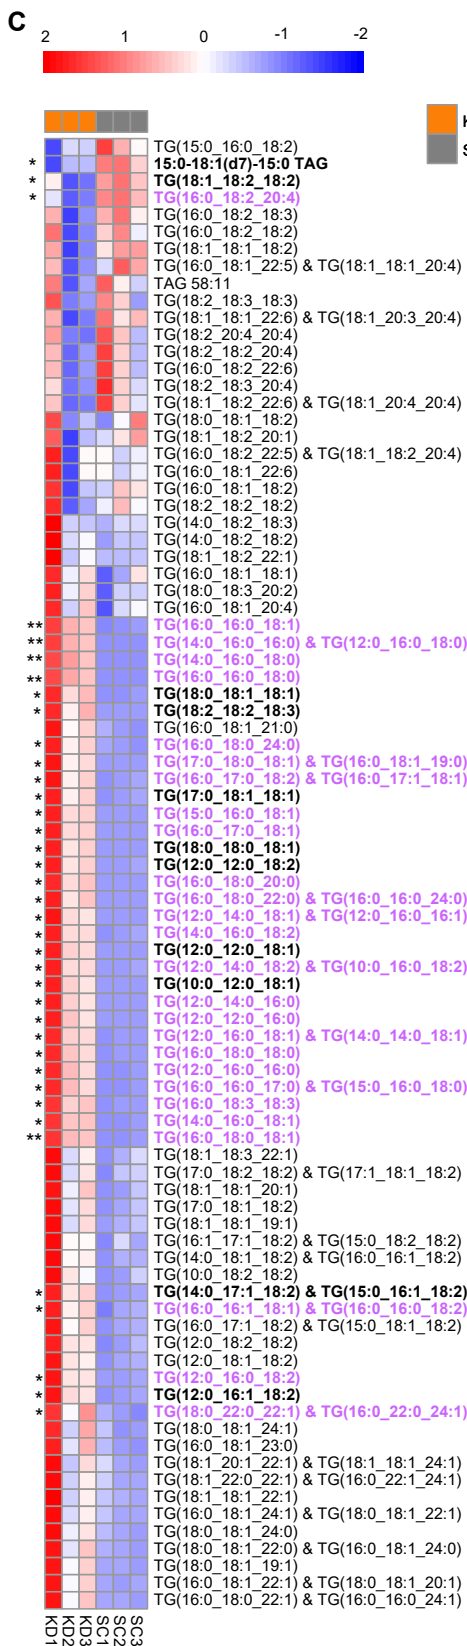 C
2 1 0 -1 -2
K
S
TG(15:0_16:0_18:2)
* 15:0-18:1(d7)-15:0 TAG
* TG(18:1_18:2_18:2)
* TG(16:0_18:2_20:4)
TG(16:0_18:2_18:3)
TG(16:0_18:2_18:2)
TG(18:1_18:1_18:2)
TG(16:0_18:1_22:5) & TG(18:1_18:1_20:4)
TAG 58:11
TG(18:2_18:3_18:3)
TG(18:1_18:1_22:6) & TG(18:1_20:3_20:4)
TG(18:2_20:4_20:4)
TG(18:2_18:2_20:4)
TG(16:0_18:2_22:6)
TG(18:2_18:3_20:4)
TG(18:1_18:2_22:6) & TG(18:1_20:4_20:4)
TG(18:0_18:1_18:2)
TG(18:1_18:2_20:1)
TG(16:0_18:2_22:5) & TG(18:1_18:2_20:4)
TG(16:0_18:1_22:6)
TG(16:0_18:1_18:2)
TG(18:2_18:2_18:2)
TG(14:0_18:2_18:3)
TG(14:0_18:2_18:2)
TG(18:1_18:2_22:1)
TG(16:0_18:1_18:1)
TG(18:0_18:3_20:2)
TG(16:0_18:1_20:4)
** TG(16:0_16:0_18:1)
** TG(14:0_16:0_16:0) & TG(12:0_16:0_18:0)
** TG(14:0_16:0_18:0)
** TG(16:0_16:0_18:0)
* TG(18:0_18:1_18:1)
* TG(18:2_18:2_18:3)
TG(16:0_18:1_21:0)
* TG(16:0_18:0_24:0)
* TG(17:0_18:0_18:1) & TG(16:0_18:1_19:0)
* TG(16:0_17:0_18:2) & TG(16:0_17:1_18:1)
* TG(17:0_18:1_18:1)
* TG(15:0_16:0_18:1)
* TG(16:0_17:0_18:1)
* TG(18:0_18:0_18:1)
* TG(12:0_12:0_18:2)
* TG(16:0_18:0_20:0)
* TG(16:0_18:0_22:0) & TG(16:0_16:0_24:0)
* TG(12:0_14:0_18:1) & TG(12:0_16:0_16:1)
* TG(14:0_16:0_18:2)
* TG(12:0_12:0_18:1)
* TG(12:0_14:0_18:2) & TG(10:0_16:0_18:2)
* TG(10:0_12:0_18:1)
* TG(12:0_14:0_16:0)
* TG(12:0_12:0_16:0)
* TG(12:0_16:0_18:1) & TG(14:0_14:0_18:1)
* TG(16:0_18:0_18:0)
* TG(12:0_16:0_16:0)
* TG(16:0_16:0_17:0) & TG(15:0_16:0_18:0)
* TG(16:0_18:3_18:3)
* TG(14:0_16:0_18:1)
** TG(16:0_18:0_18:1)
TG(18:1_18:3_22:1)
TG(17:0_18:2_18:2) & TG(17:1_18:1_18:2)
TG(18:1_18:1_20:1)
TG(17:0_18:1_18:2)
TG(18:1_18:1_19:1)
TG(16:1_17:1_18:2) & TG(15:0_18:2_18:2)
TG(14:0_18:1_18:2) & TG(16:0_16:1_18:2)
TG(10:0_18:2_18:2)
* TG(14:0_17:1_18:2) & TG(15:0_16:1_18:2)
* TG(16:0_16:1_18:1) & TG(16:0_16:0_18:2)
TG(16:0_17:1_18:2) & TG(15:0_18:1_18:2)
TG(12:0_18:2_18:2)
TG(12:0_18:1_18:2)
* TG(12:0_16:0_18:2)
* TG(12:0_16:1_18:2)
* TG(18:0_22:0_22:1) & TG(16:0_22:0_24:1)
TG(18:0_18:1_24:1)
TG(16:0_18:1_23:0)
TG(18:1_20:1_22:1) & TG(18:1_18:1_24:1)
TG(18:1_22:0_22:1) & TG(16:0_22:1_24:1)
TG(18:1_18:1_22:1)
TG(16:0_18:1_24:1) & TG(18:0_18:1_22:1)
TG(18:0_18:1_24:0)
TG(18:0_18:1_22:0) & TG(16:0_18:1_24:0)
TG(18:0_18:1_19:1)
TG(16:0_18:1_22:1) & TG(18:0_18:1_20:1)
TG(16:0_18:0_22:1) & TG(16:0_16:0_24:1)
KD1 KD2 KD3 SC1 SC2 SC3